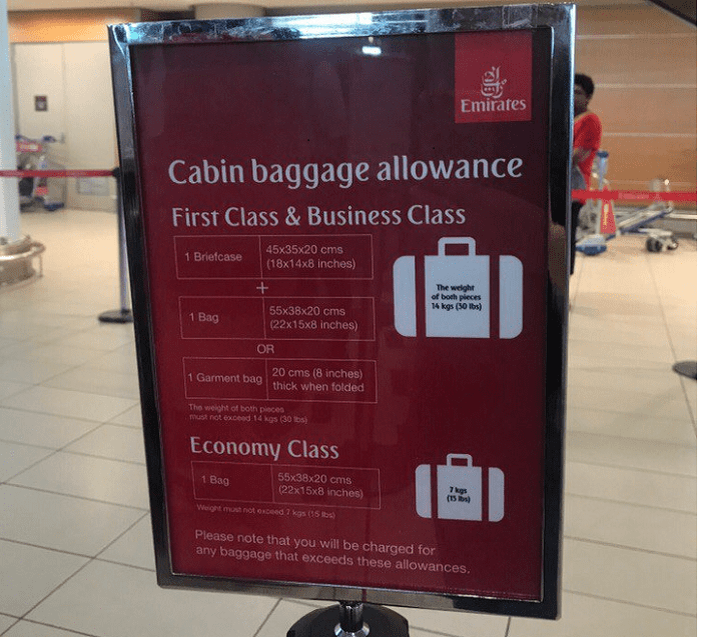 Emirates
Cabin baggage allowance
First Class & Business Class
1 Briefcase
45x35x20 cms
(18x14x8 inches)
+
1 Bag
55x38x20 cms
(22x15x8 inches)
OR
1 Garment bag
20 cms (8 inches)
thick when folded
The weight of both pieces
must not exceed 14 kgs (30 lbs)
The weight
of both pieces
14 kgs (30 lbs)
Economy Class
1 Bag
55x38x20 cms
(22x15x8 inches)
Weight must not exceed 7 kgs (15 lbs)
7 kgs
(15 lbs)
Please note that you will be charged for
any baggage that exceeds these allowances.